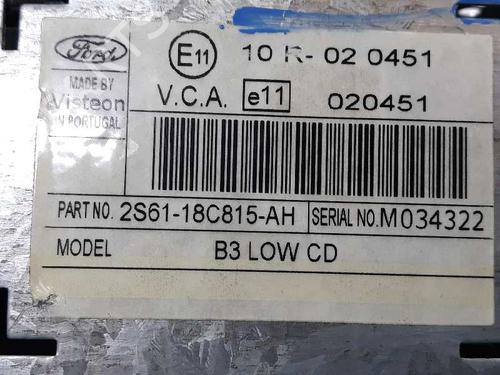 Ford
MADE BY
Visteon
IN PORTUGAL
E11 10 R- 02 0451
V.C.A. e11 020451
PART NO. 2S61-18C815-AH SERIAL NO. M034322
MODEL B3 LOW CD